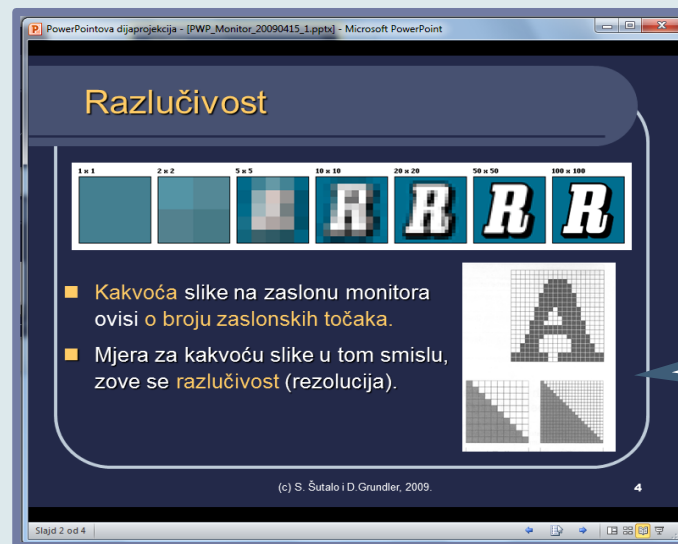 PowerPointova dijaprojekcija - [PWP_Monitor_20090415_1.pptx] - Microsoft PowerPoint
Razlučivost
1 x 1 2 x 2 5 x 5 10 x 10 20 x 20 50 x 50 100 x 100
R R R R
Kakvoća slike na zaslonu monitora
ovisi o broju zaslonskih točaka.
Mjera za kakvoću slike u tom smislu,
zove se razlučivost (rezolucija).
A
(c) S. Šutalo i D.Grundler, 2009.
4
Slajd 2 od 4